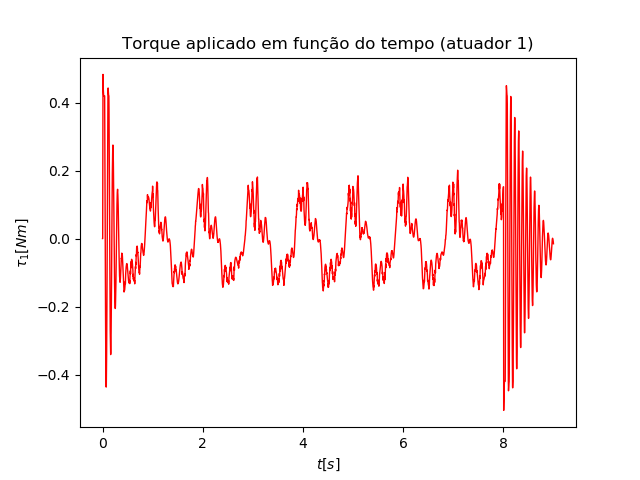 Torque aplicado em função do tempo (atuador 1)
0.4
0.2
0.0
−0.2
−0.4
τ₁[Nm]
0 2 4 6 8
t[s]